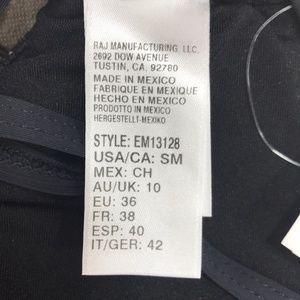 RAJ MANUFACTURING, LLC.
2692 DOW AVENUE
TUSTIN, CA. 92780
MADE IN MEXICO
FABRIQUE EN MEXIQUE
HECHO EN MEXICO
PRODOTTO IN MEXICO
HERGESTELLT-MEXIKO
STYLE: EM13128
USA/CA: SM
MEX: CH
AU/UK: 10
EU: 36
FR: 38
ESP: 40
IT/GER: 42